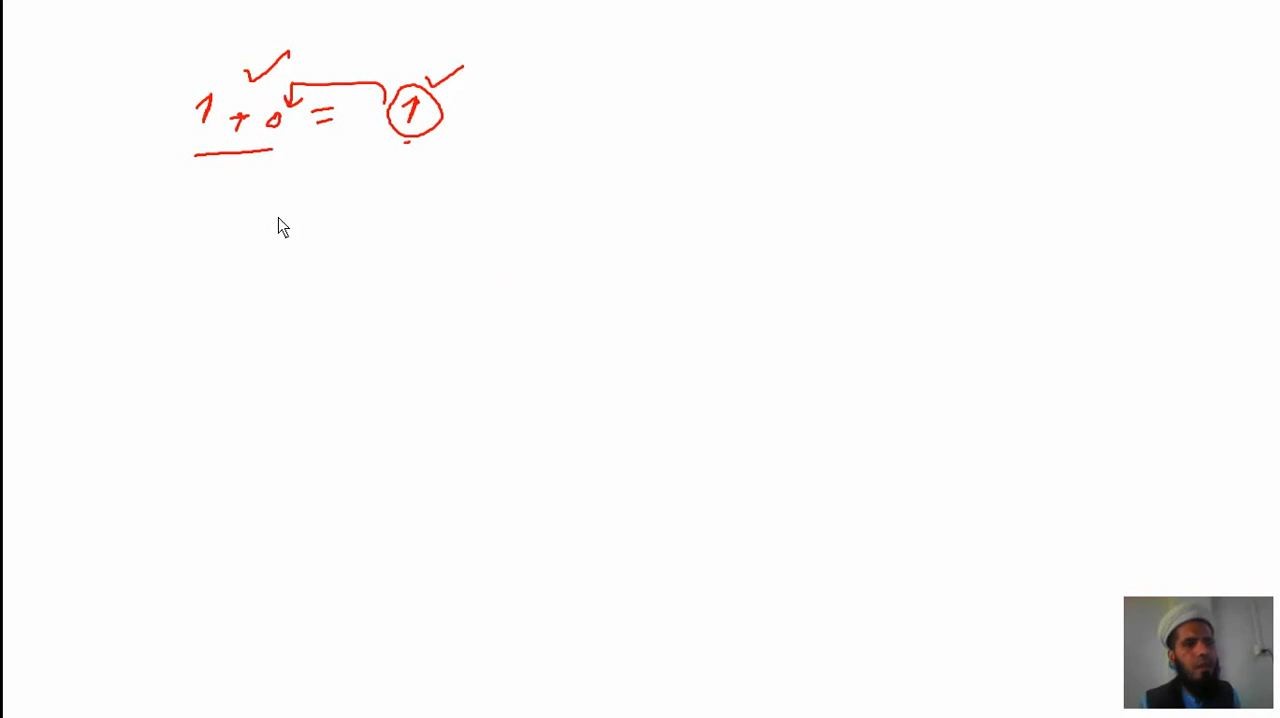 1 + 0 = 1